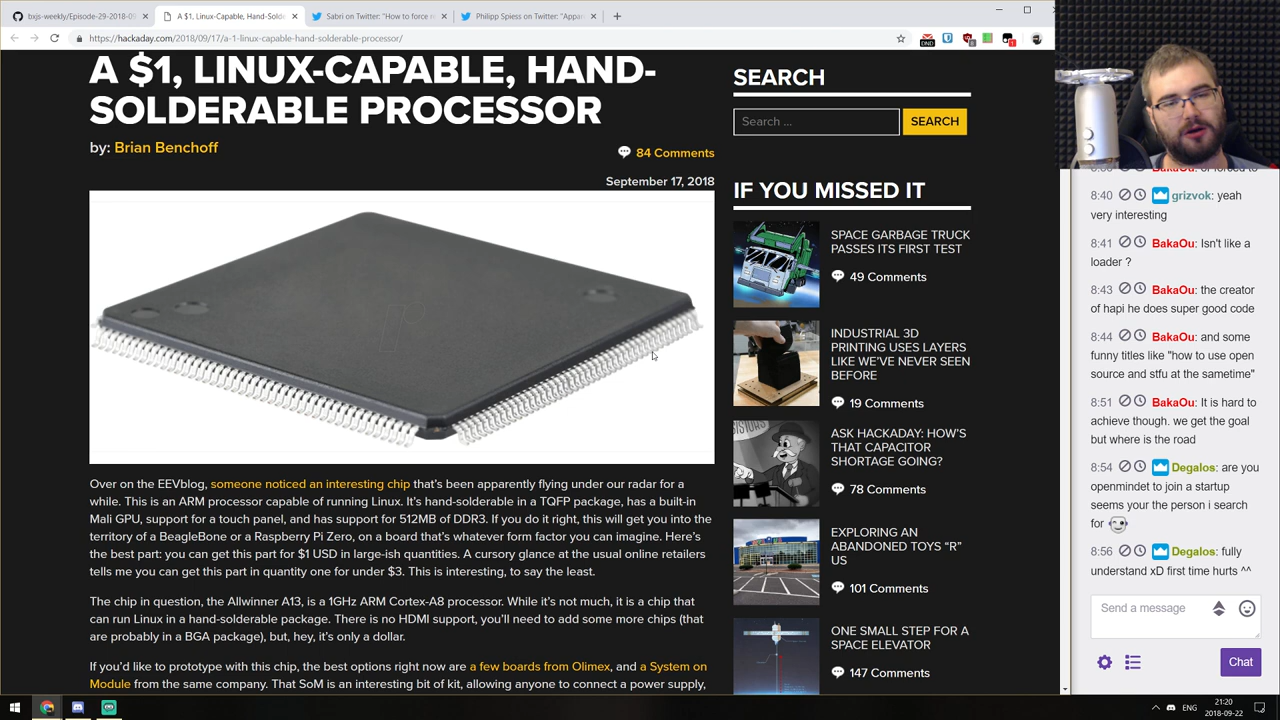 bxjs-weekly/Episode-29-2018-09
A $1, Linux-Capable, Hand-Sold
Sabri on Twitter: "How to force re
Philipp Spiess on Twitter: "Appar
https://hackaday.com/2018/09/17/a-1-linux-capable-hand-solderable-processor/
A $1, LINUX-CAPABLE, HAND-
SOLDERABLE PROCESSOR
by: Brian Benchoff
84 Comments
September 17, 2018
Over on the EEVblog, someone noticed an interesting chip that's been apparently flying under our radar for a
while. This is an ARM processor capable of running Linux. It's hand-solderable in a TQFP package, has a built-in
Mali GPU, support for a touch panel, and has support for 512MB of DDR3. If you do it right, this will get you into the
territory of a BeagleBone or a Raspberry Pi Zero, on a board that's whatever form factor you can imagine. Here's
the best part: you can get this part for $1 USD in large-ish quantities. A cursory glance at the usual online retailers
tells me you can get this part in quantity one for under $3. This is interesting, to say the least.
The chip in question, the Allwinner A13, is a 1GHz ARM Cortex-A8 processor. While it's not much, it is a chip that
can run Linux in a hand-solderable package. There is no HDMI support, you'll need to add some more chips (that
are probably in a BGA package), but, hey, it's only a dollar.
If you'd like to prototype with this chip, the best options right now are a few boards from Olimex, and a System on
Module from the same company. That SoM is an interesting bit of kit, allowing anyone to connect a power supply,
SEARCH
Search ...
SEARCH
IF YOU MISSED IT
SPACE GARBAGE TRUCK
PASSES ITS FIRST TEST
49 Comments
INDUSTRIAL 3D
PRINTING USES LAYERS
LIKE WE'VE NEVER SEEN
BEFORE
19 Comments
ASK HACKADAY: HOW'S
THAT CAPACITOR
SHORTAGE GOING?
78 Comments
EXPLORING AN
ABANDONED TOYS "R"
US
101 Comments
ONE SMALL STEP FOR A
SPACE ELEVATOR
147 Comments
8:40 grizvok: yeah
very interesting
8:41 BakaOu: Isn't like a
loader ?
8:43 BakaOu: the creator
of hapi he does super good code
8:44 BakaOu: and some
funny titles like "how to use open
source and stfu at the sametime"
8:51 BakaOu: It is hard to
achieve though. we get the goal
but where is the road
8:54 Degalos: are you
openmindet to join a startup
seems your the person i search
for
8:56 Degalos: fully
understand xD first time hurts ^^
Send a message
Chat
ENG
21:20
2018-09-22